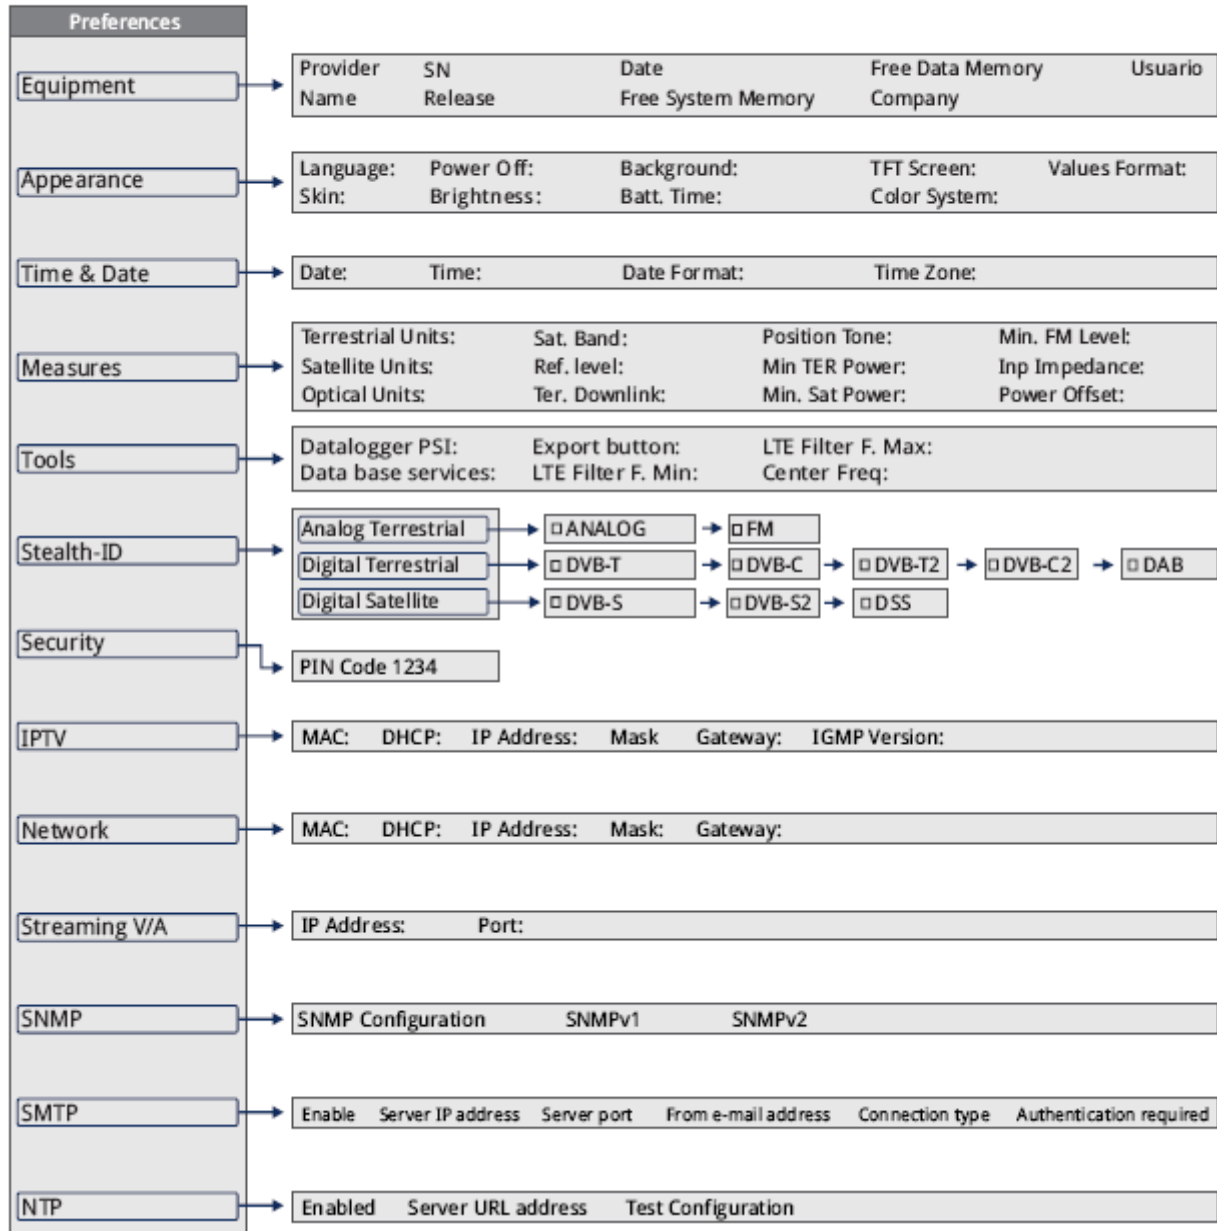 Preferences
Equipment
Provider SN Date Free Data Memory Usuario
Name Release Free System Memory Company
Appearance
Language: Power Off: Background: TFT Screen: Values Format:
Skin: Brightness: Batt. Time: Color System:
Time & Date
Date: Time: Date Format: Time Zone:
Measures
Terrestrial Units: Sat. Band: Position Tone: Min. FM Level:
Satellite Units: Ref. level: Min TER Power: Inp Impedance:
Optical Units: Ter. Downlink: Min. Sat Power: Power Offset:
Tools
Datalogger PSI: Export button: LTE Filter F. Max:
Data base services: LTE Filter F. Min: Center Freq:
Stealth-ID
Analog Terrestrial ANALOG FM
Digital Terrestrial DVB-T DVB-C DVB-T2 DVB-C2 DAB
Digital Satellite DVB-S DVB-S2 DSS
Security
PIN Code 1234
IPTV
MAC: DHCP: IP Address: Mask Gateway: IGMP Version:
Network
MAC: DHCP: IP Address: Mask: Gateway:
Streaming V/A
IP Address: Port:
SNMP
SNMP Configuration SNMPv1 SNMPv2
SMTP
Enable Server IP address Server port From e-mail address Connection type Authentication required
NTP
Enabled Server URL address Test Configuration